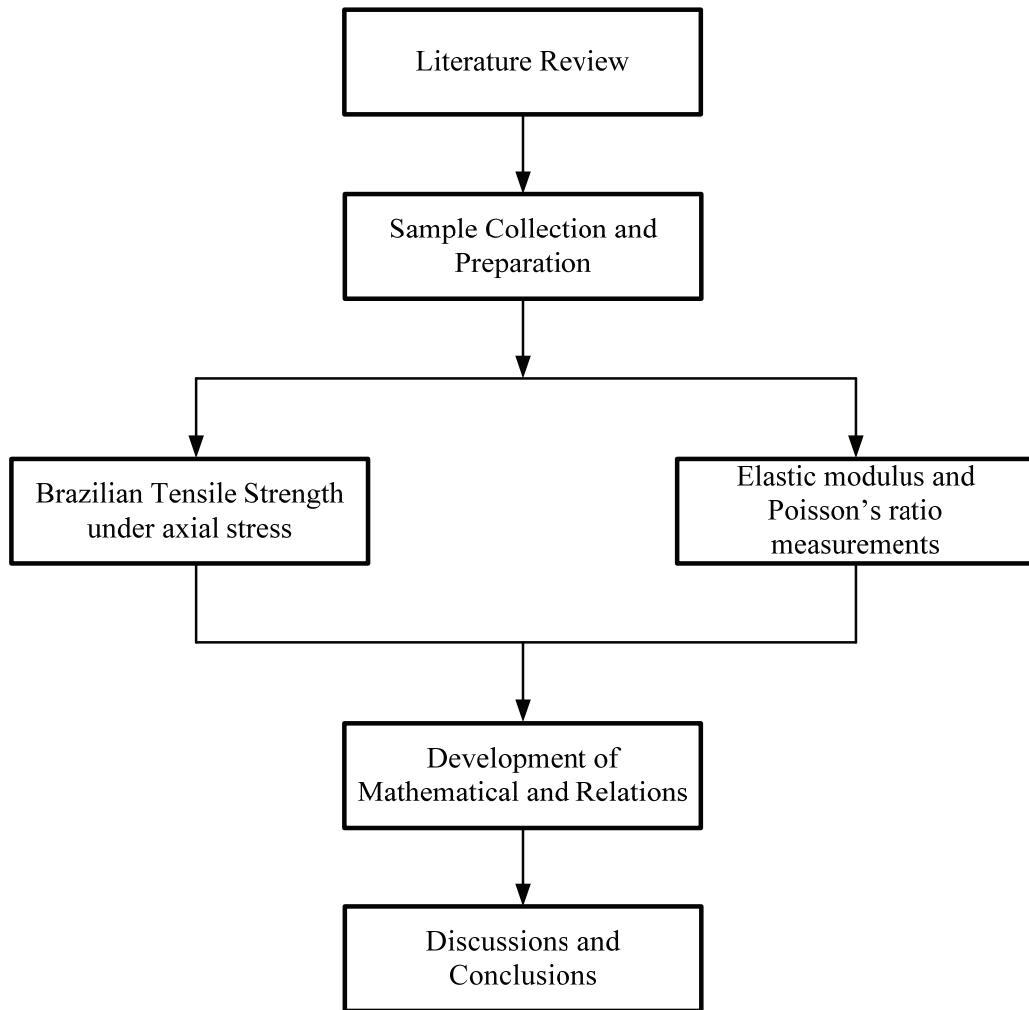 Literature Review
Sample Collection and
Preparation
Brazilian Tensile Strength
under axial stress
Elastic modulus and
Poisson’s ratio
measurements
Development of
Mathematical and Relations
Discussions and
Conclusions